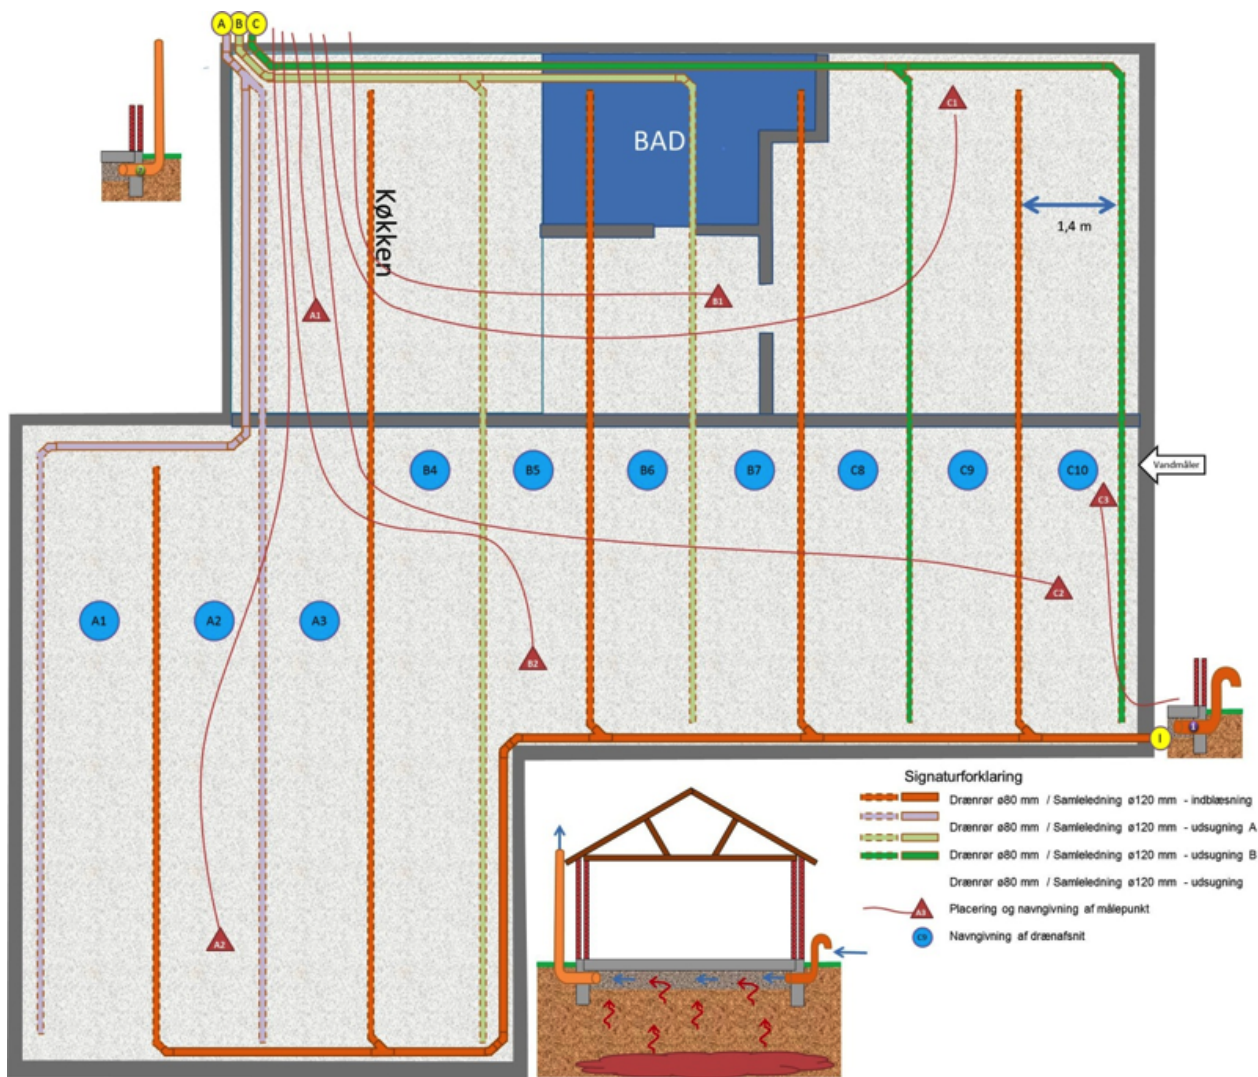 A B C
C1
BAD
Køkken
1,4 m
A1
B1
B4 B5 B6 B7 C8 C9 C10
Vandmåler
C3
C2
A1 A2 A3
B2
I
A2
Signaturforklaring
Drænrør ø80 mm / Samleledning ø120 mm - indblæsning
Drænrør ø80 mm / Samleledning ø120 mm - udsugning A
Drænrør ø80 mm / Samleledning ø120 mm - udsugning B
Drænrør ø80 mm / Samleledning ø120 mm - udsugning
A3 Placering og navngivning af målepunkt
C9 Navngivning af drænafsnit